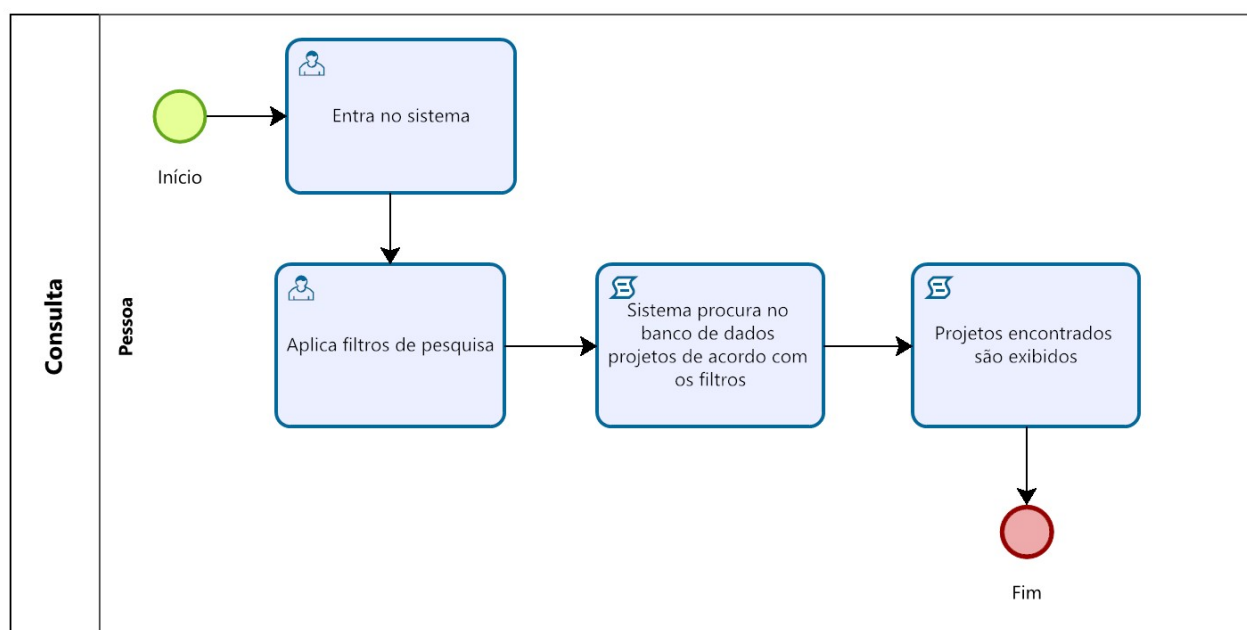 Consulta
Pessoa
Início
Entra no sistema
Aplica filtros de pesquisa
Sistema procura no
banco de dados
projetos de acordo com
os filtros
Projetos encontrados
são exibidos
Fim